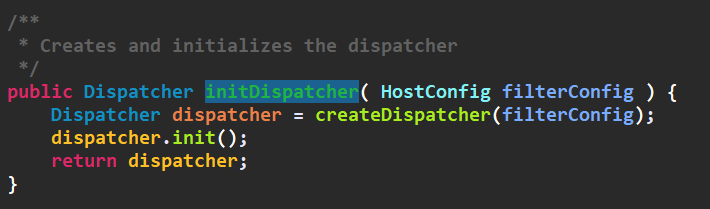 /**
 * Creates and initializes the dispatcher
 */
public Dispatcher initDispatcher( HostConfig filterConfig ) {
    Dispatcher dispatcher = createDispatcher(filterConfig);
    dispatcher.init();
    return dispatcher;
}